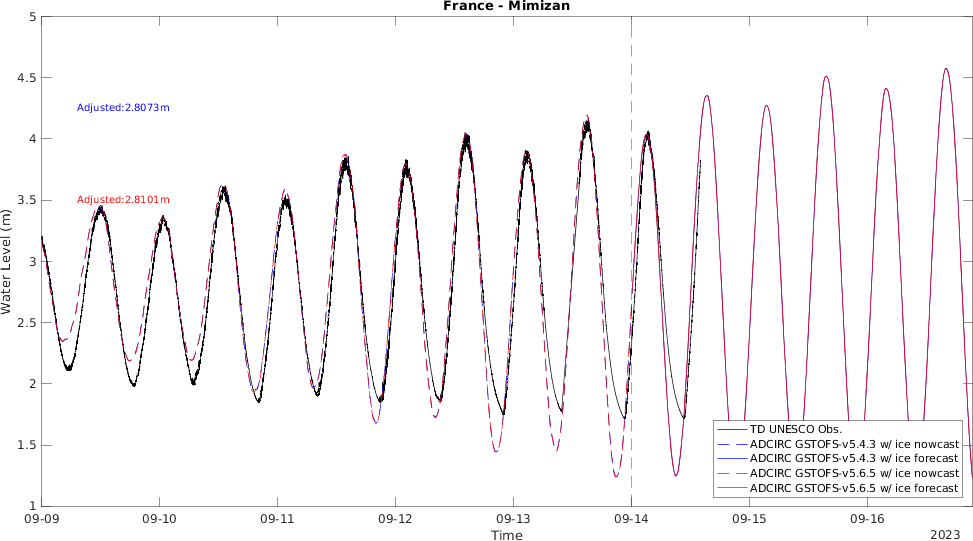 France - Mimizan
5
4.5
4
3.5
3
2.5
2
1.5
1
Water Level (m)
Adjusted:2.8073m
Adjusted:2.8101m
TD UNESCO Obs.
ADCIRC GSTOFS-v5.4.3 w/ ice nowcast
ADCIRC GSTOFS-v5.4.3 w/ ice forecast
ADCIRC GSTOFS-v5.6.5 w/ ice nowcast
ADCIRC GSTOFS-v5.6.5 w/ ice forecast
09-09 09-10 09-11 09-12 09-13 09-14 09-15 09-16
Time
2023